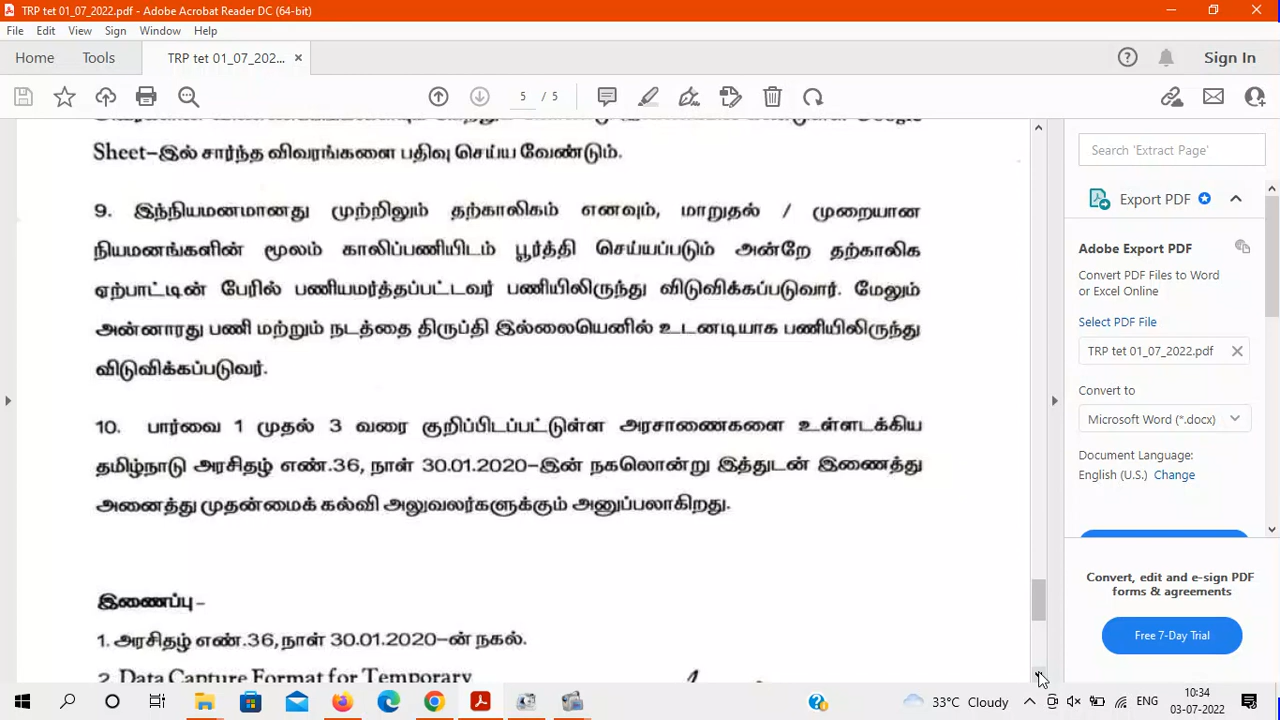 TRP tet 01_07_2022.pdf - Adobe Acrobat Reader DC (64-bit)
File Edit View Sign Window Help
Home Tools TRP tet 01_07_202... × Sign In
5 / 5
Sheet-இல் சார்ந்த விவரங்களை பதிவு செய்ய வேண்டும்.
9. இந்நியமனமானது முற்றிலும் தற்காலிகம் எனவும், மாறுதல் / முறையான
நியமனங்களின் மூலம் காலிப்பணியிடம் பூர்த்தி செய்யப்படும் அன்றே தற்காலிக
ஏற்பாட்டின் பேரில் பணியமர்த்தப்பட்டவர் பணியிலிருந்து விடுவிக்கப்படுவார். மேலும்
அன்னாரது பணி மற்றும் நடத்தை திருப்தி இல்லையெனில் உடனடியாக பணியிலிருந்து
விடுவிக்கப்படுவர்.
10. பார்வை 1 முதல் 3 வரை குறிப்பிடப்பட்டுள்ள அரசாணைகளை உள்ளடக்கிய
தமிழ்நாடு அரசிதழ் எண்.36, நாள் 30.01.2020-இன் நகலொன்று இத்துடன் இணைத்து
அனைத்து முதன்மைக் கல்வி அலுவலர்களுக்கும் அனுப்பலாகிறது.
இணைப்பு -
1. அரசிதழ் எண்.36, நாள் 30.01.2020-ன் நகல்.
2. Data Capture Format for Temporary
Search 'Extract Page'
Export PDF
Adobe Export PDF
Convert PDF Files to Word
or Excel Online
Select PDF File
TRP tet 01_07_2022.pdf
Convert to
Microsoft Word (*.docx)
Document Language:
English (U.S.) Change
Convert, edit and e-sign PDF
forms & agreements
Free 7-Day Trial
33°C Cloudy ENG 10:34
03-07-2022